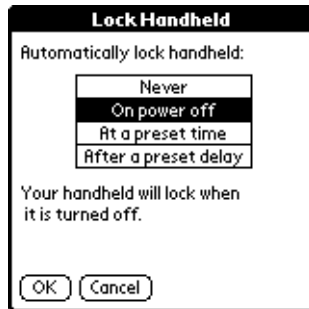 Lock Handheld
Automatically lock handheld:
Never
On power off
At a preset time
After a preset delay
Your handheld will lock when
it is turned off.
OK Cancel